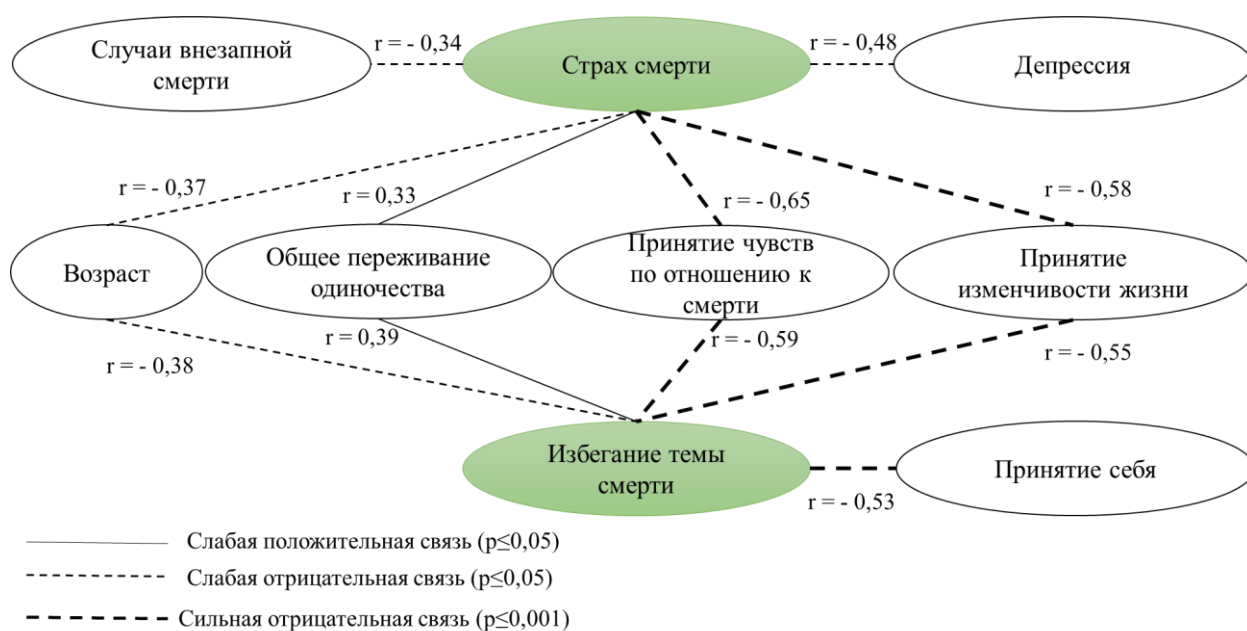 Случаи внезапной
смерти
r = - 0,34
Страх смерти
r = - 0,48
Депрессия
r = - 0,37
r = 0,33
r = - 0,65
r = - 0,58
Возраст
Общее переживание
одиночества
Принятие чувств
по отношению к
смерти
Принятие
изменчивости жизни
r = - 0,38
r = 0,39
r = - 0,59
r = - 0,55
Избегание темы
смерти
r = - 0,53
Принятие себя
Слабая положительная связь (p≤0,05)
Слабая отрицательная связь (p≤0,05)
Сильная отрицательная связь (p≤0,001)